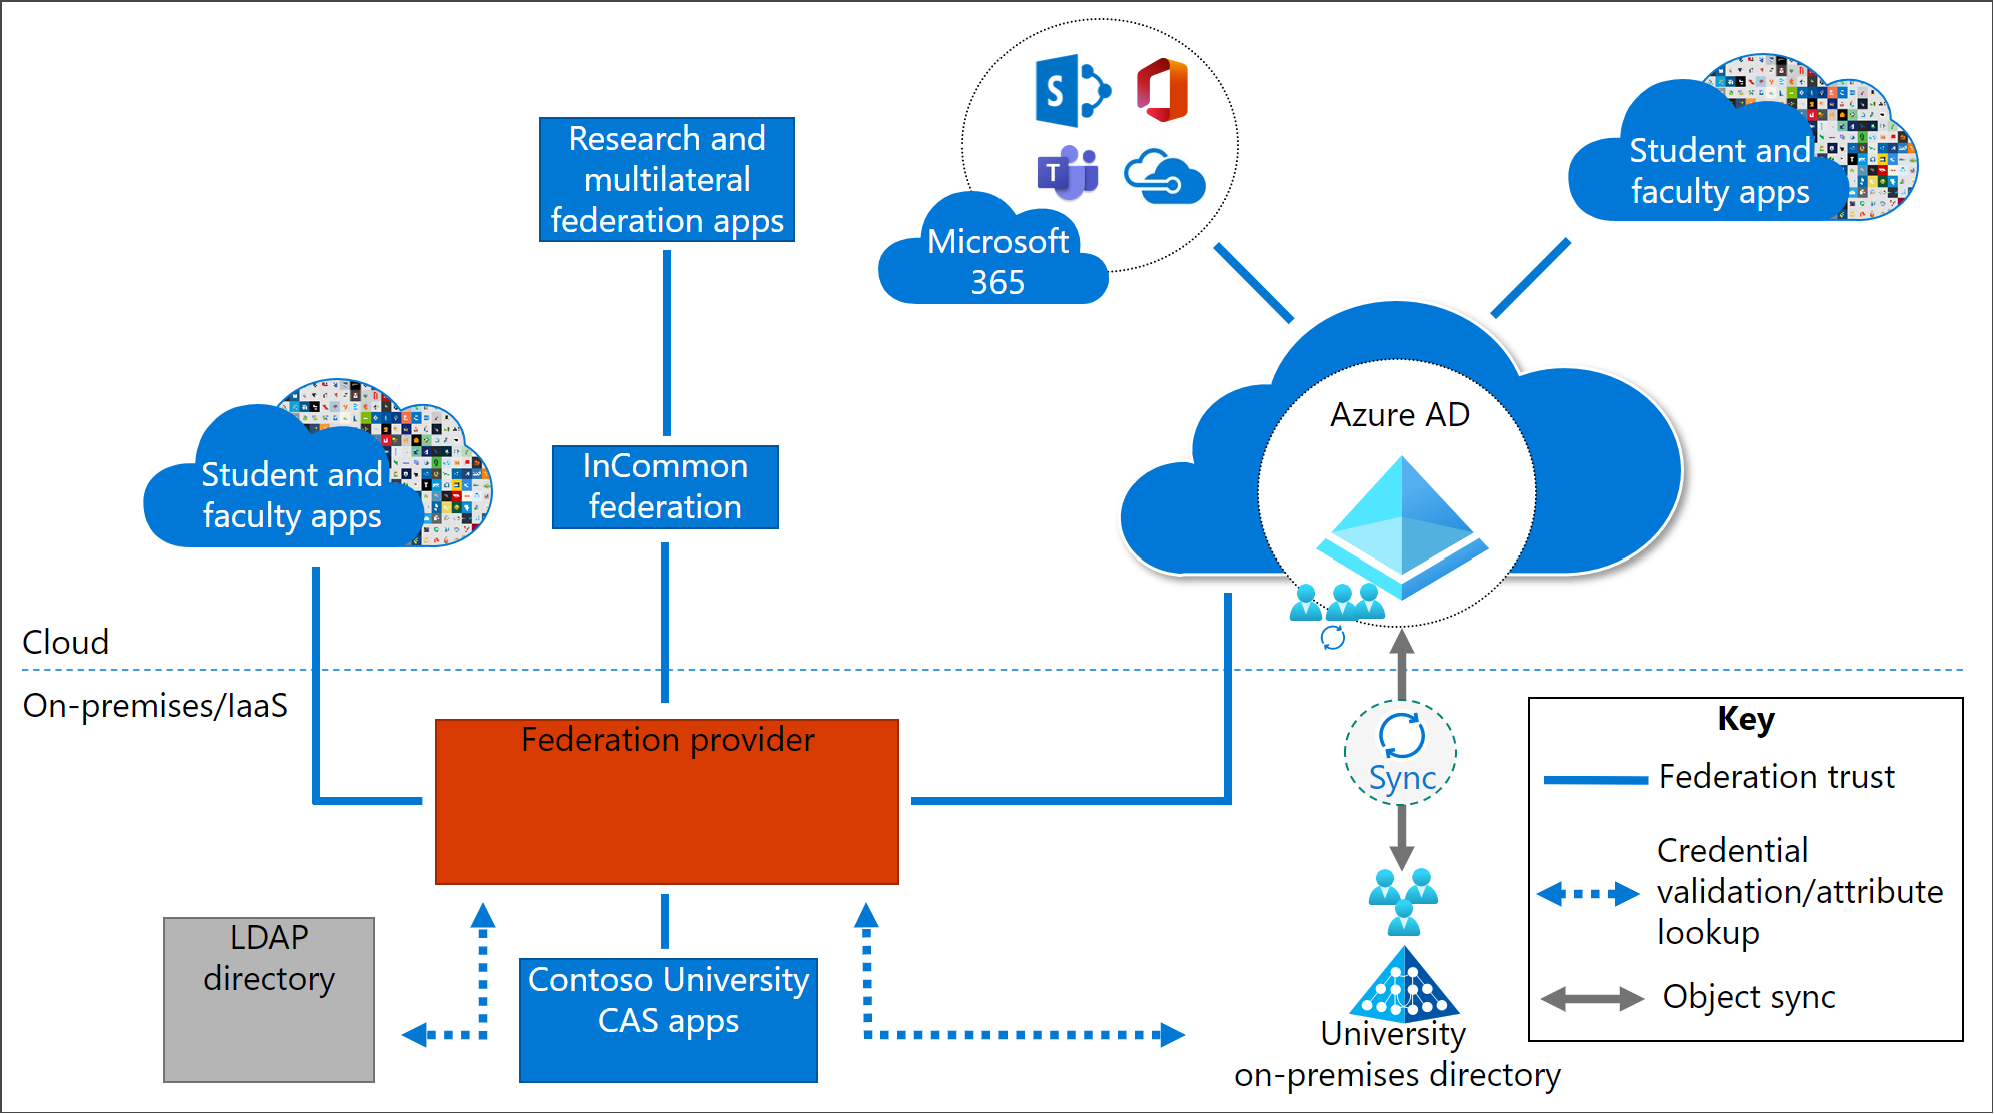 Research and
multilateral
federation apps
S
T
Microsoft
365
Student and
faculty apps
Azure AD
Student and
faculty apps
InCommon
federation
Cloud
On-premises/IaaS
Federation provider
Sync
Key
Federation trust
Credential
validation/attribute
lookup
Object sync
LDAP
directory
Contoso University
CAS apps
University
on-premises directory